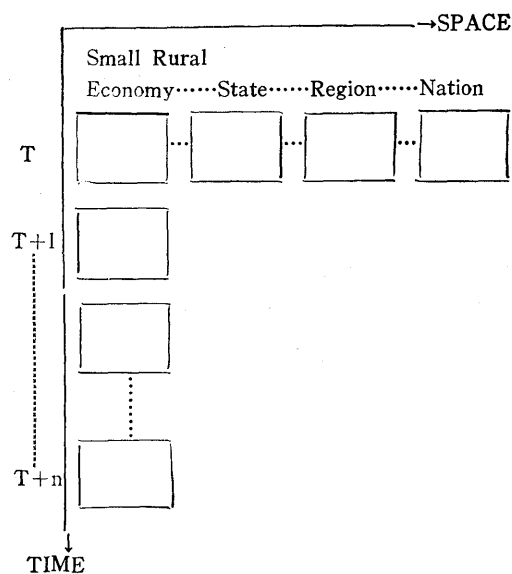 →SPACE
Small Rural
Economy······State······Region······Nation
T
T+1
T+n
TIME